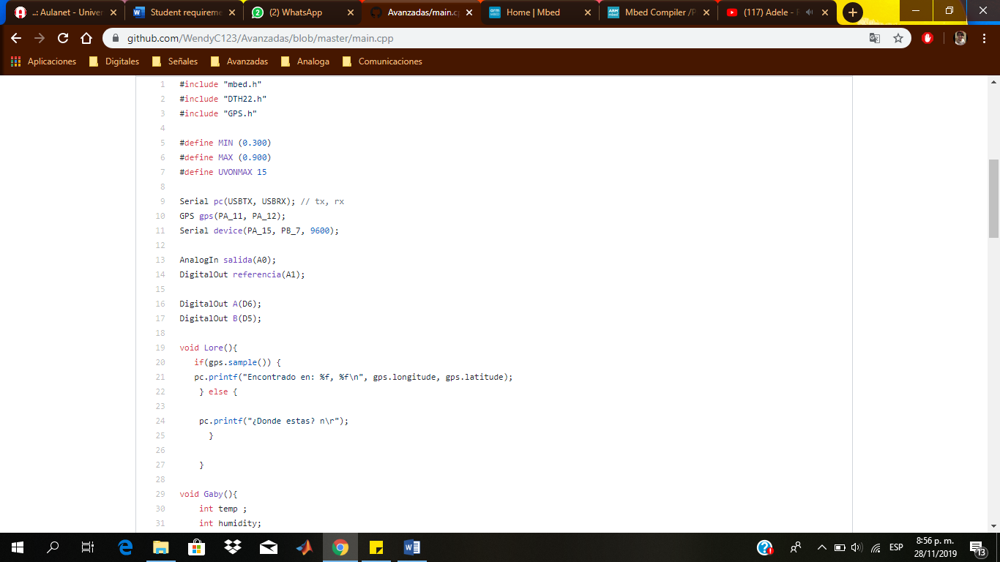 ..: Aulanet - Univer
Student requireme
(2) WhatsApp
Avanzadas/main.c
Home | Mbed
Mbed Compiler /P
(117) Adele -
github.com/WendyC123/Avanzadas/blob/master/main.cpp
Aplicaciones Digitales Señales Avanzadas Analoga Comunicaciones
1 #include "mbed.h"
2 #include "DTH22.h"
3 #include "GPS.h"
4
5 #define MIN (0.300)
6 #define MAX (0.900)
7 #define UVONMAX 15
8
9 Serial pc(USBTX, USBRX); // tx, rx
10 GPS gps(PA_11, PA_12);
11 Serial device(PA_15, PB_7, 9600);
12
13 AnalogIn salida(A0);
14 DigitalOut referencia(A1);
15
16 DigitalOut A(D6);
17 DigitalOut B(D5);
18
19 void Lore(){
20 if(gps.sample()) {
21 pc.printf("Encontrado en: %f, %f\n", gps.longitude, gps.latitude);
22 } else {
23
24 pc.printf("¿Donde estas? n\r");
25 }
26
27 }
28
29 void Gaby(){
30 int temp ;
31 int humidity;
ESP
8:56 p. m.
28/11/2019
13